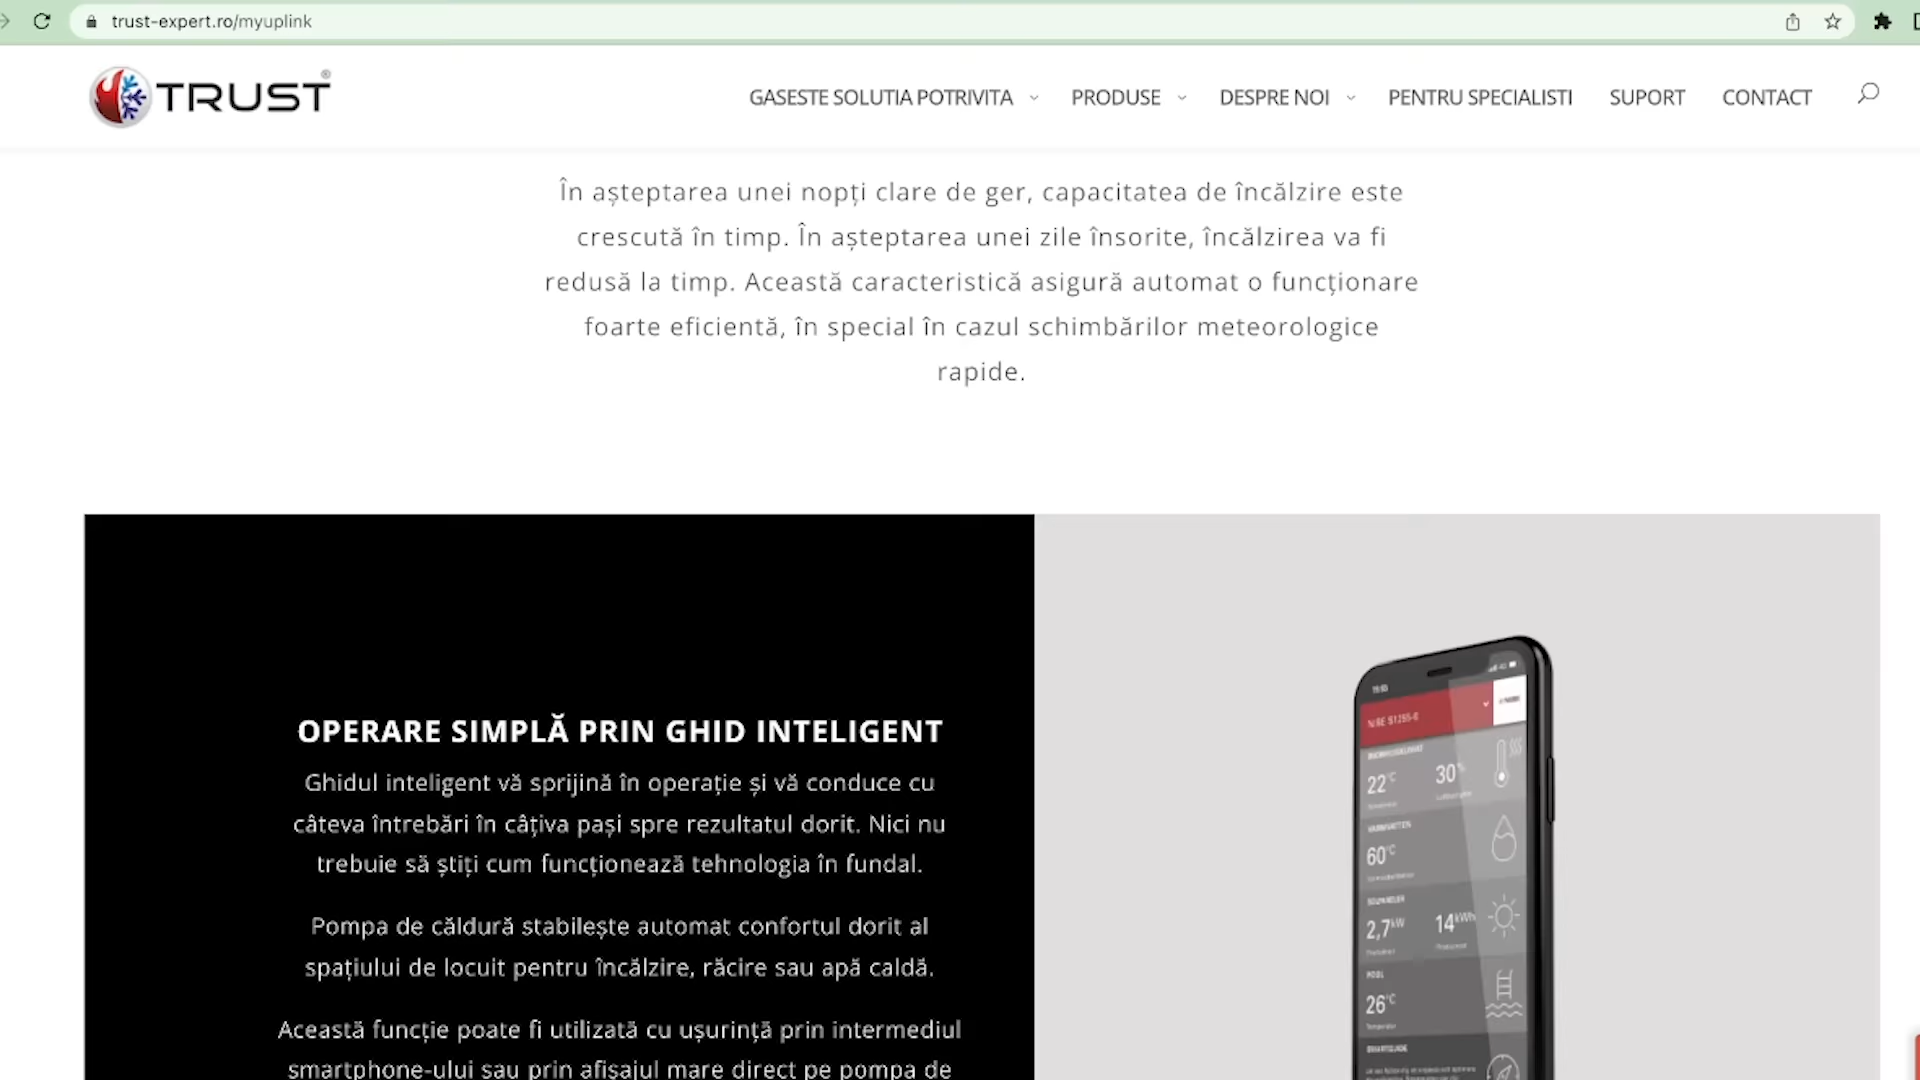 trust-expert.ro/myuplink
TRUST®
GASESTE SOLUTIA POTRIVITA
PRODUSE
DESPRE NOI
PENTRU SPECIALISTI
SUPORT
CONTACT
În așteptarea unei nopți clare de ger, capacitatea de încălzire este
crescută în timp. În așteptarea unei zile însorite, încălzirea va fi
redusă la timp. Această caracteristică asigură automat o funcționare
foarte eficientă, în special în cazul schimbărilor meteorologice
rapide.
OPERARE SIMPLĂ PRIN GHID INTELIGENT
Ghidul inteligent vă sprijină în operație și vă conduce cu
câteva întrebări în câțiva pași spre rezultatul dorit. Nici nu
trebuie să știți cum funcționează tehnologia în fundal.
Pompa de căldură stabilește automat confortul dorit al
spațiului de locuit pentru încălzire, răcire sau apă caldă.
Această funcție poate fi utilizată cu ușurință prin intermediul
smartphone-ului sau prin afișajul mare direct pe pompa de
22°C
30%
60°C
2,7kW
14kWh
POOL
26°C